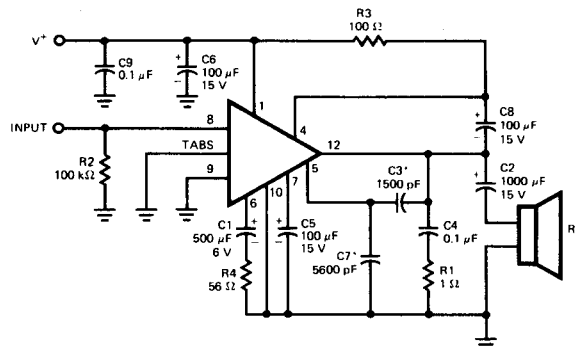 R3
100 Ω
V+
C9
0.1 μF
+
C6
100 μF
15 V
−
1
4
INPUT
8
TABS
9
12
5
7
10
6
R2
100 kΩ
C8
+
100 μF
−
15 V
C2
+
1000 μF
15 V
C3*
1500 pF
C1
+
500 μF
−
6 V
C5
+
100 μF
−
15 V
C4
0.1 μF
C7*
5600 pF
R4
56 Ω
R1
1 Ω
R